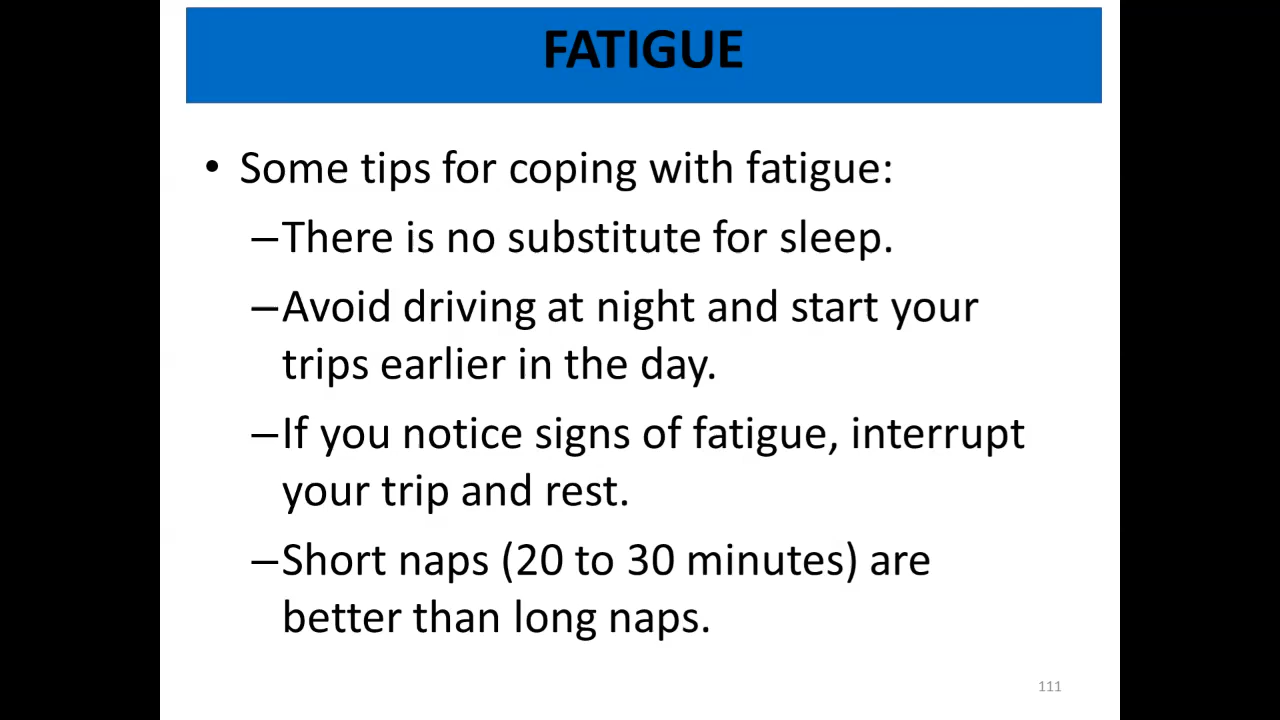 FATIGUE
• Some tips for coping with fatigue:
–There is no substitute for sleep.
–Avoid driving at night and start your
trips earlier in the day.
–If you notice signs of fatigue, interrupt
your trip and rest.
–Short naps (20 to 30 minutes) are
better than long naps.
111